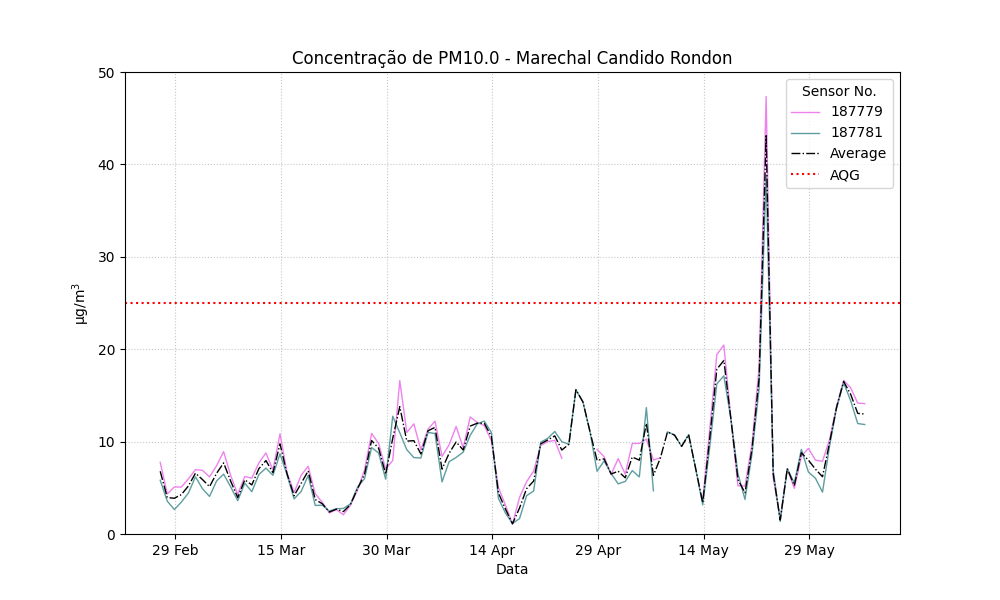 Concentração de PM10.0 - Marechal Candido Rondon
50
40
30
20
10
0
µg/m³
Sensor No.
187779
187781
Average
AQG
29 Feb 15 Mar 30 Mar 14 Apr 29 Apr 14 May 29 May
Data